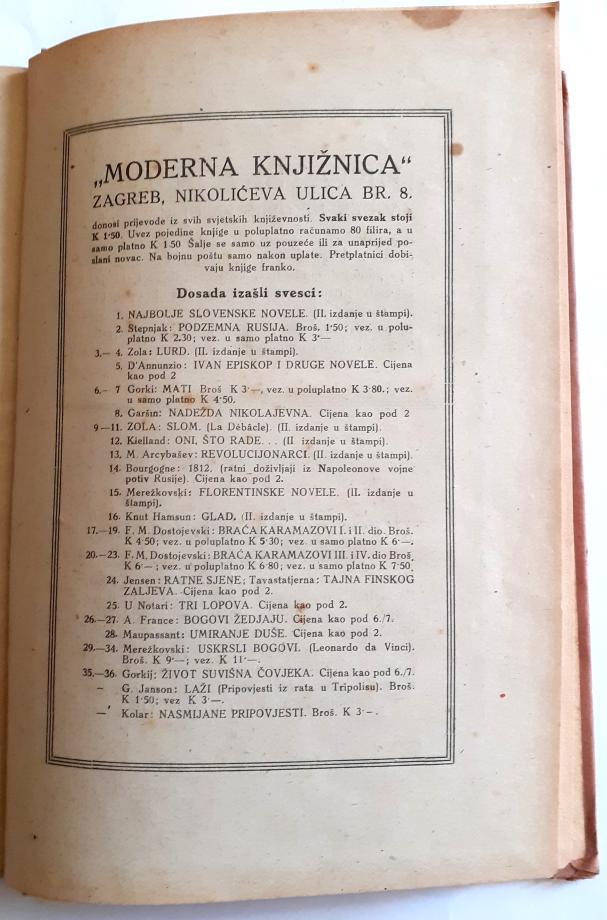 „MODERNA KNJIŽNICA“
ZAGREB, NIKOLIĆEVA ULICA BR. 8.
donosi prijevode iz svih svjetskih književnosti. Svaki svezak stoji
K 1·50. Uvez pojedine knjige u poluplatno računamo 80 filira, a u
samo platno K 1 50 Šalje se samo uz pouzeće ili za unaprijed po-
slani novac. Na bojnu poštu samo nakon uplate. Pretplatnici dobi-
vaju knjige franko.
Dosada izašli svesci:
1. NAJBOLJE SLOVENSKE NOVELE. (II. izdanje u štampi).
2. Stepnjak: PODZEMNA RUSIJA. Broš. 1·50; vez. u polu-
platno K 2.30; vez. u samo platno K 3·—
3.— 4. Zola: LURD. (II. izdanje u štampi).
5. D'Annunzio: IVAN EPISKOP I DRUGE NOVELE. Cijena
kao pod 2
6.— 7 Gorki: MATI Broš K 3·—, vez. u poluplatno K 3·80.; vez.
u samo platno K 4·50.
8. Garšin: NADEŽDA NIKOLAJEVNA. Cijena kao pod 2
9—11. ZOLA: SLOM. (La Débâcle). (II. izdanje u štampi).
12. Kielland: ONI, ŠTO RADE. . . (II izdanje u štampi).
13. M. Arcybašev: REVOLUCIJONARCI. (II. izdanje u štampi).
14. Bourgogne: 1812. (ratni doživljaji iz Napoleonove vojne
potiv Rusije). Cijena kao pod 2.
15. Merežkovski: FLORENTINSKE NOVELE. (II. izdanje u
štampi).
16. Knut Hamsun: GLAD. (II. izdanje u štampi).
17.—19. F. M. Dostojevski: BRAĆA KARAMAZOVI I. i II. dio. Broš.
K 4·50; vez. u poluplatno K 5·30; vez. u samo platno K 6·—.
20.—23. F. M. Dostojevski: BRAĆA KARAMAZOVI III. i IV. dio Broš.
K 6·—; vez. u poluplatno K 6·80; vez. u samo platno K 7·50.
24. Jensen: RATNE SJENE; Tavastatjerna: TAJNA FINSKOG
ZALJEVA. Cijena kao pod 2.
25. U Notari: TRI LOPOVA. Cijena kao pod 2.
26.—27. A. France: BOGOVI ŽEDJAJU. Cijena kao pod 6./7.
28. Maupassant: UMIRANJE DUŠE. Cijena kao pod 2.
29.—34. Merežkovski: USKRSLI BOGOVI. (Leonardo da Vinci).
Broš. K 9·—; vez. K 11·—.
35.—36. Gorkij: ŽIVOT SUVIŠNA ČOVJEKA. Cijena kao pod 6./7.
— G. Janson: LAŽI (Pripovjesti iz rata u Tripolisu). Broš.
K 1·50; vez K 3·—.
— Kolar: NASMIJANE PRIPOVJESTI. Broš. K 3·—.